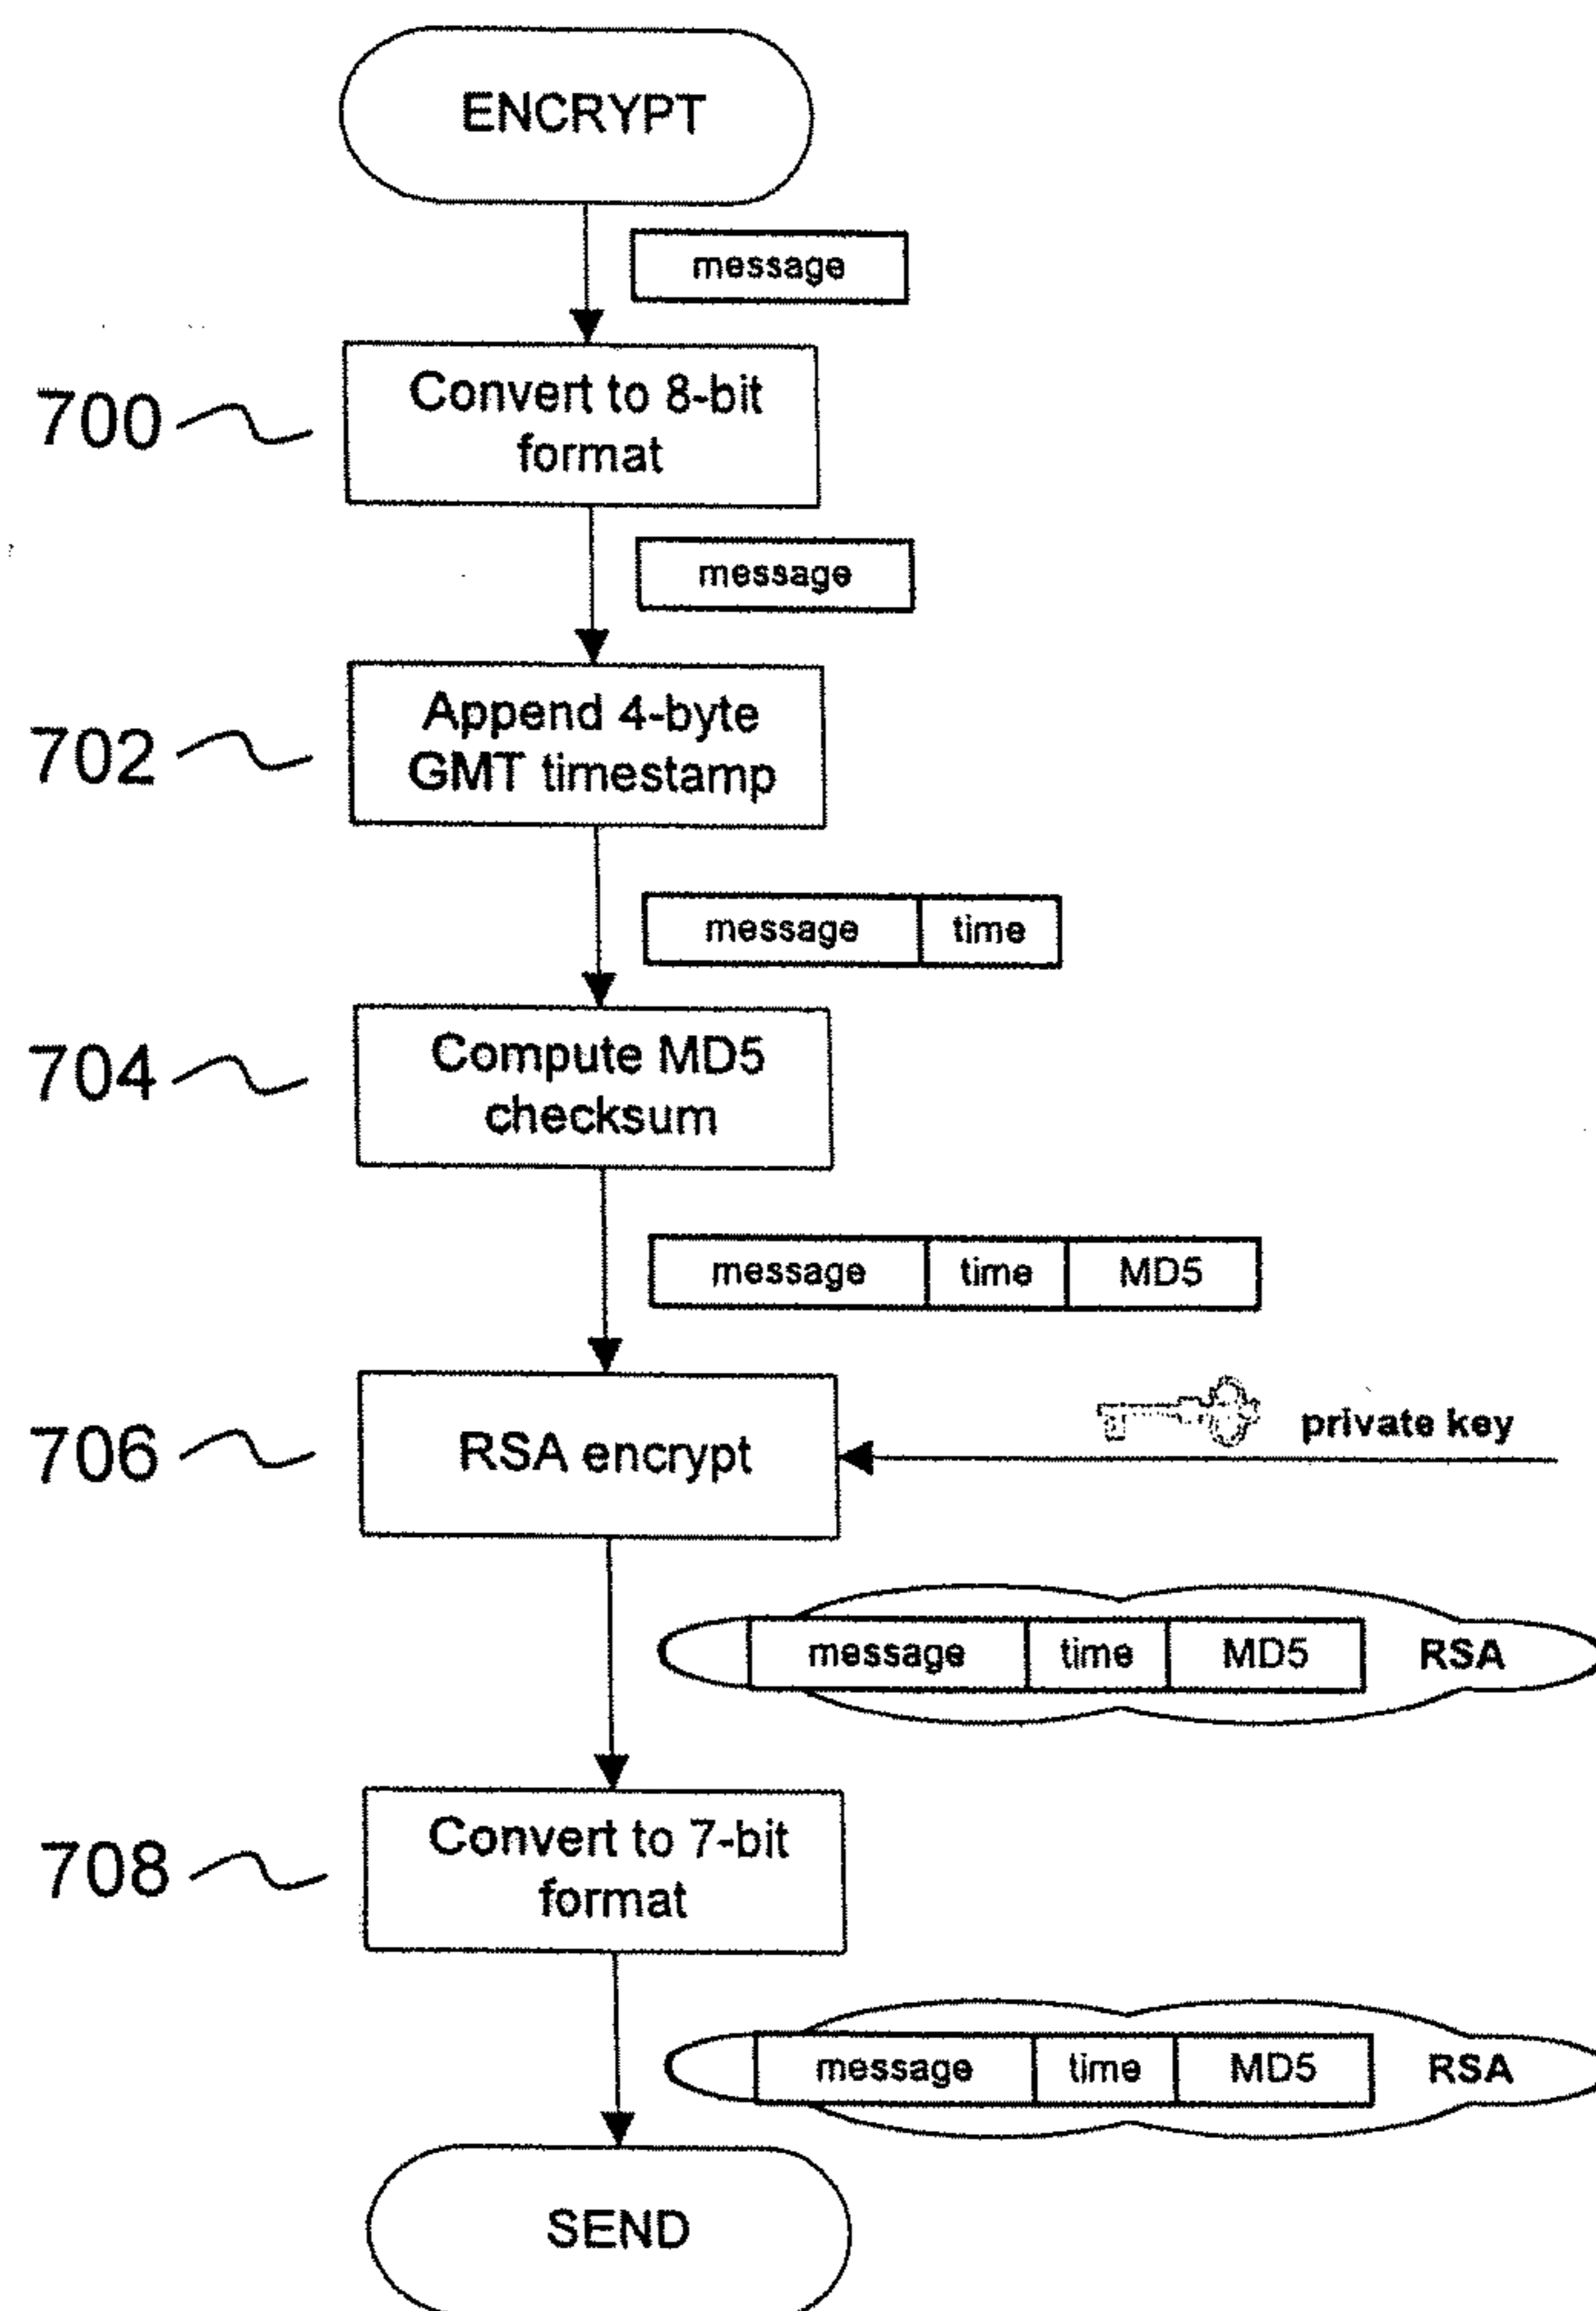 ENCRYPT
message
700
Convert to 8-bit
format
message
702
Append 4-byte
GMT timestamp
message time
704
Compute MD5
checksum
message time MD5
706
RSA encrypt
private key
message time MD5 RSA
708
Convert to 7-bit
format
message time MD5 RSA
SEND